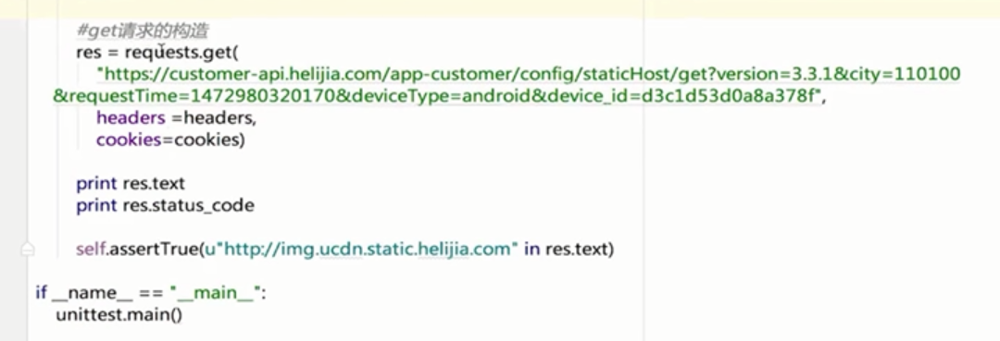 #get请求的构造
res = requests.get(
"https://customer-api.helijia.com/app-customer/config/staticHost/get?version=3.3.1&city=110100
&requestTime=1472980320170&deviceType=android&device_id=d3c1d53d0a8a378f",
headers =headers,
cookies=cookies)
print res.text
print res.status_code
self.assertTrue(u"http://img.ucdn.static.helijia.com" in res.text)
if __name__ == "__main__":
unittest.main()